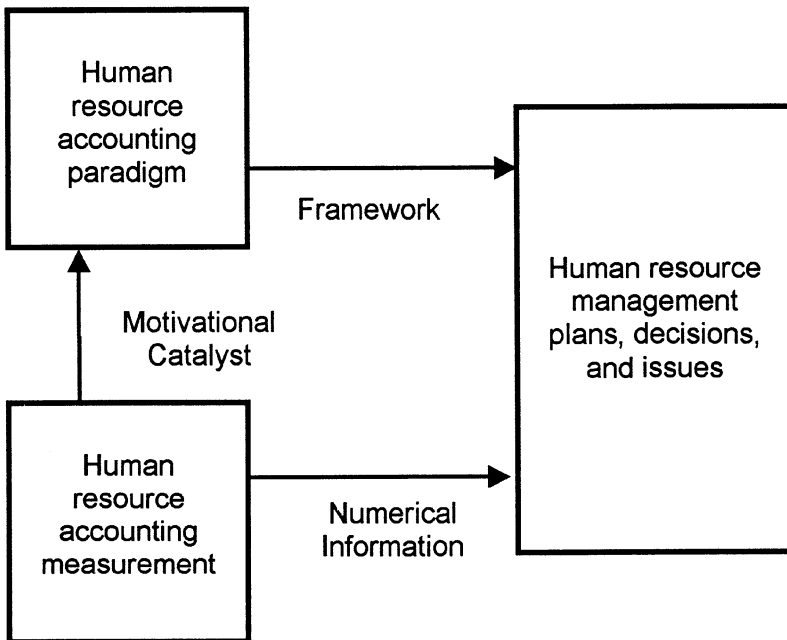 Human
resource
accounting
paradigm
Framework
Human resource
management
plans, decisions,
and issues
Motivational
Catalyst
Human
resource
accounting
measurement
Numerical
Information